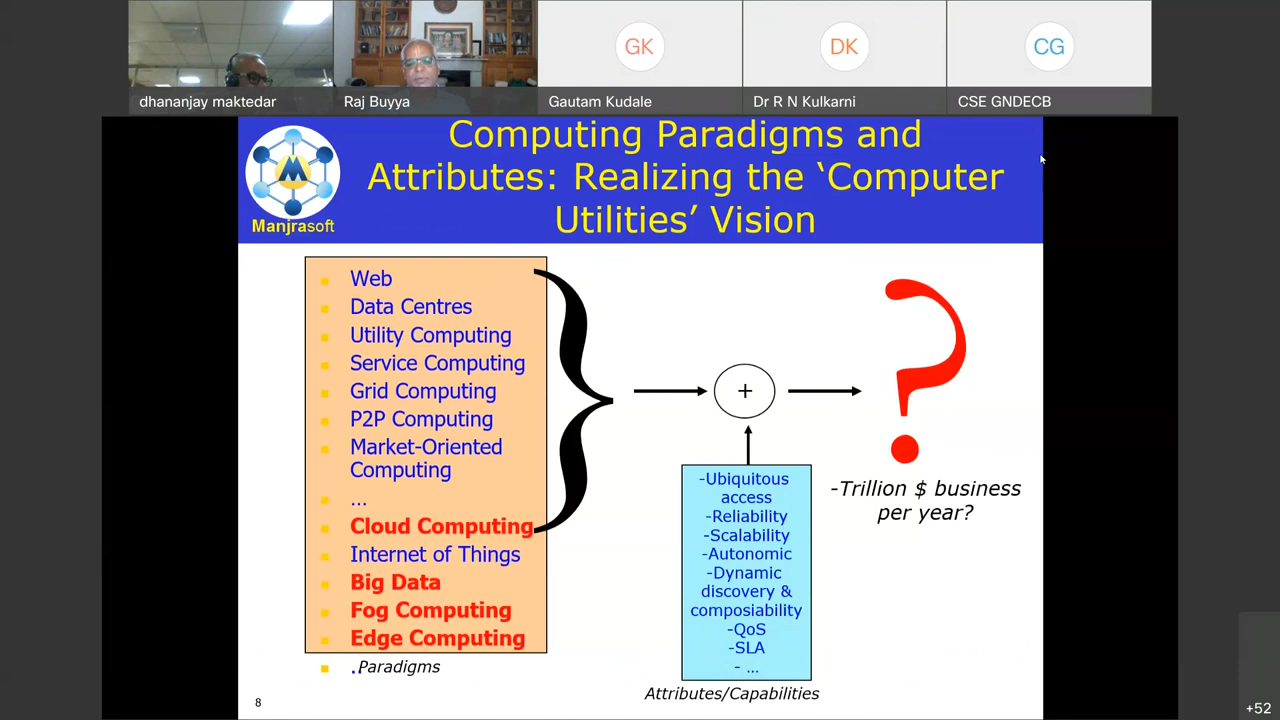 GK
DK
CG
dhananjay maktedar
Raj Buyya
Gautam Kudale
Dr R N Kulkarni
CSE GNDECB
M
Manjrasoft
Computing Paradigms and
Attributes: Realizing the ‘Computer
Utilities’ Vision
Web
Data Centres
Utility Computing
Service Computing
Grid Computing
P2P Computing
Market-Oriented
Computing
...
Cloud Computing
Internet of Things
Big Data
Fog Computing
Edge Computing
..
Paradigms
+
-Ubiquitous
access
-Reliability
-Scalability
-Autonomic
-Dynamic
discovery &
composiability
-QoS
-SLA
- ...
Attributes/Capabilities
?
-Trillion $ business
per year?
8
+52